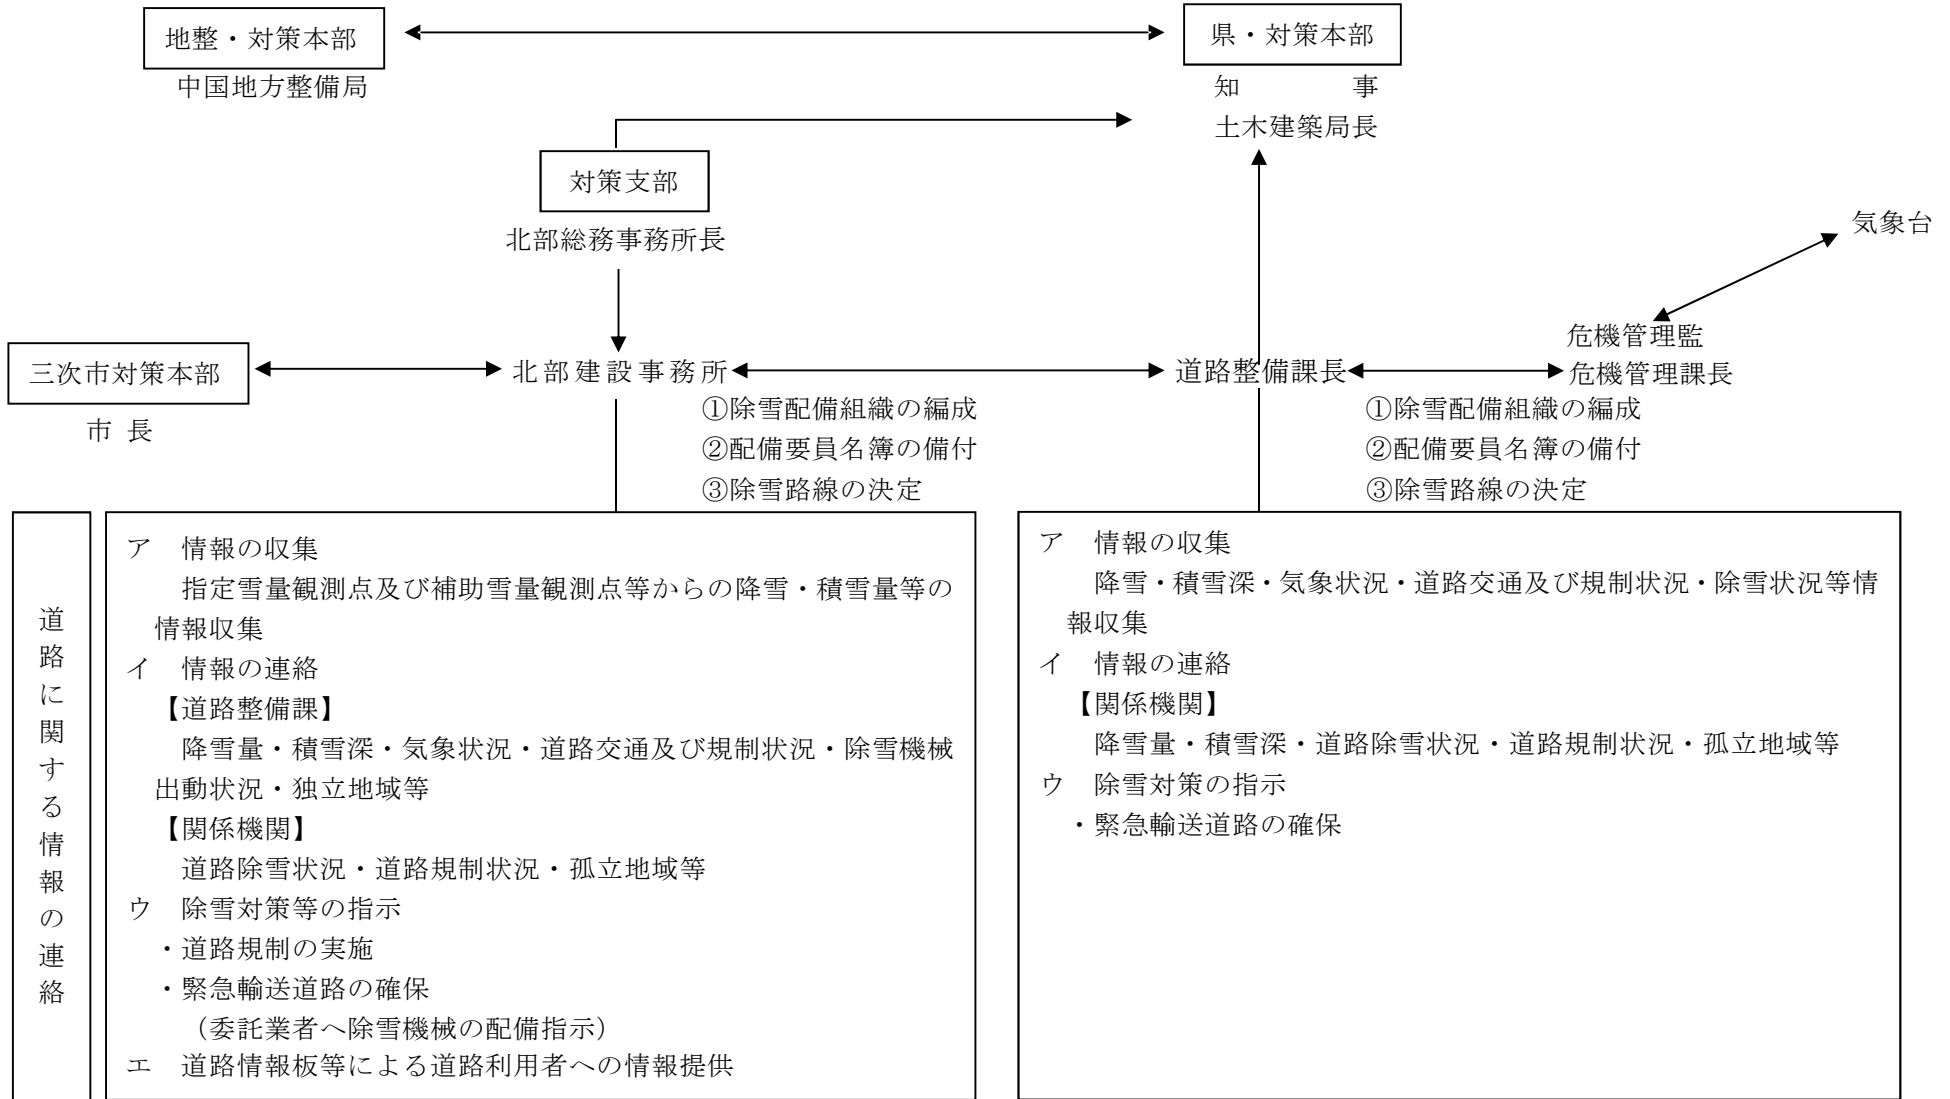 地整・対策本部
中国地方整備局
県・対策本部
知 事
土木建築局長
対策支部
北部総務事務所長
気象台
危機管理監
危機管理課長
三次市対策本部
市 長
北部建設事務所
道路整備課長
①除雪配備組織の編成
②配備要員名簿の備付
③除雪路線の決定
①除雪配備組織の編成
②配備要員名簿の備付
③除雪路線の決定
道路に関する情報の連絡
ア 情報の収集
指定雪量観測点及び補助雪量観測点等からの降雪・積雪量等の
情報収集
イ 情報の連絡
【道路整備課】
降雪量・積雪深・気象状況・道路交通及び規制状況・除雪機械
出動状況・独立地域等
【関係機関】
道路除雪状況・道路規制状況・孤立地域等
ウ 除雪対策等の指示
・道路規制の実施
・緊急輸送道路の確保
（委託業者へ除雪機械の配備指示）
エ 道路情報板等による道路利用者への情報提供
ア 情報の収集
降雪・積雪深・気象状況・道路交通及び規制状況・除雪状況等情
報収集
イ 情報の連絡
【関係機関】
降雪量・積雪深・道路除雪状況・道路規制状況・孤立地域等
ウ 除雪対策の指示
・緊急輸送道路の確保